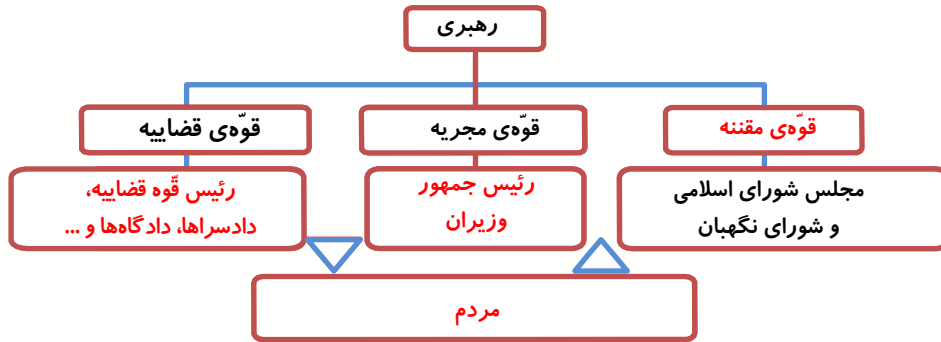 رهبری
قوّه‌ی مقننه
قوّه‌ی مجریه
قوّه‌ی قضاییه
مجلس شورای اسلامی
و شورای نگهبان
رئیس جمهور
وزیران
رئیس قّوه قضاییه،
دادسراها، دادگاه‌ها و ...
مردم